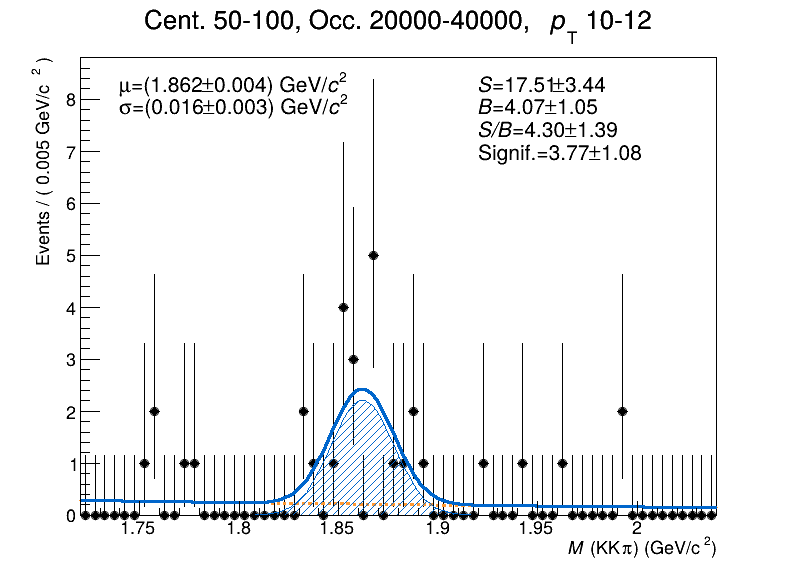 Cent. 50-100, Occ. 20000-40000, pT 10-12
μ=(1.862±0.004) GeV/c²
σ=(0.016±0.003) GeV/c²
S=17.51±3.44
B=4.07±1.05
S/B=4.30±1.39
Signif.=3.77±1.08
Events / ( 0.005 GeV/c² )
8
7
6
5
4
3
2
1
0
1.75 1.8 1.85 1.9 1.95 2
M (KKπ) (GeV/c²)